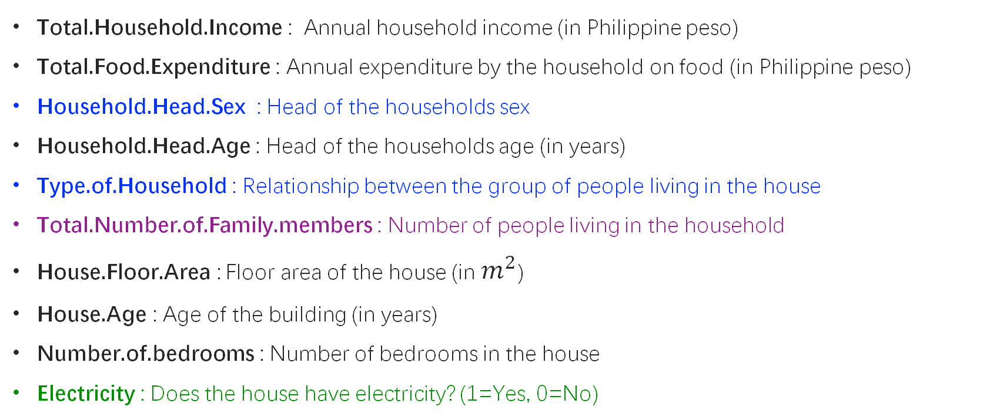 • Total.Household.Income :  Annual household income (in Philippine peso)
• Total.Food.Expenditure : Annual expenditure by the household on food (in Philippine peso)
• Household.Head.Sex  : Head of the households sex
• Household.Head.Age : Head of the households age (in years)
• Type.of.Household : Relationship between the group of people living in the house
• Total.Number.of.Family.members : Number of people living in the household
• House.Floor.Area : Floor area of the house (in m²)
• House.Age : Age of the building (in years)
• Number.of.bedrooms : Number of bedrooms in the house
• Electricity : Does the house have electricity? (1=Yes, 0=No)